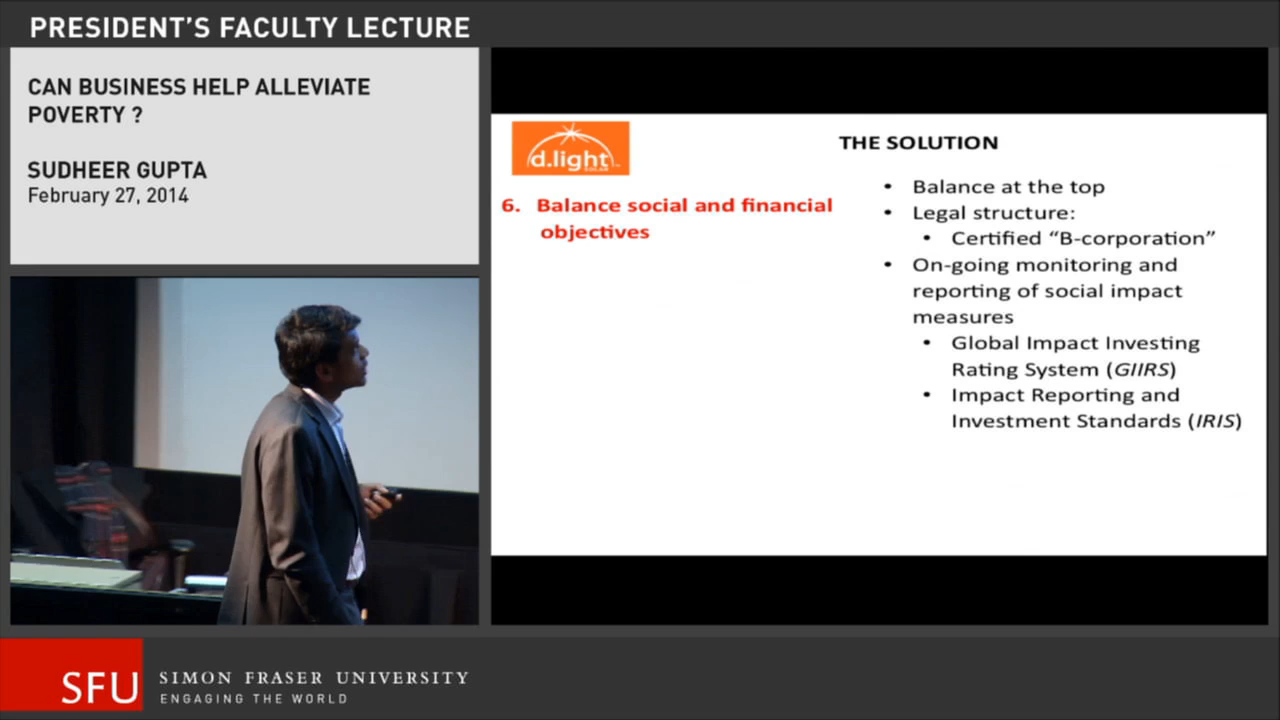 PRESIDENT'S FACULTY LECTURE
CAN BUSINESS HELP ALLEVIATE
POVERTY ?
SUDHEER GUPTA
February 27, 2014
d.light
SOLAR
THE SOLUTION
6. Balance social and financial
objectives
• Balance at the top
• Legal structure:
• Certified “B-corporation”
• On-going monitoring and
reporting of social impact
measures
• Global Impact Investing
Rating System (GIIRS)
• Impact Reporting and
Investment Standards (IRIS)
SFU
SIMON FRASER UNIVERSITY
ENGAGING THE WORLD